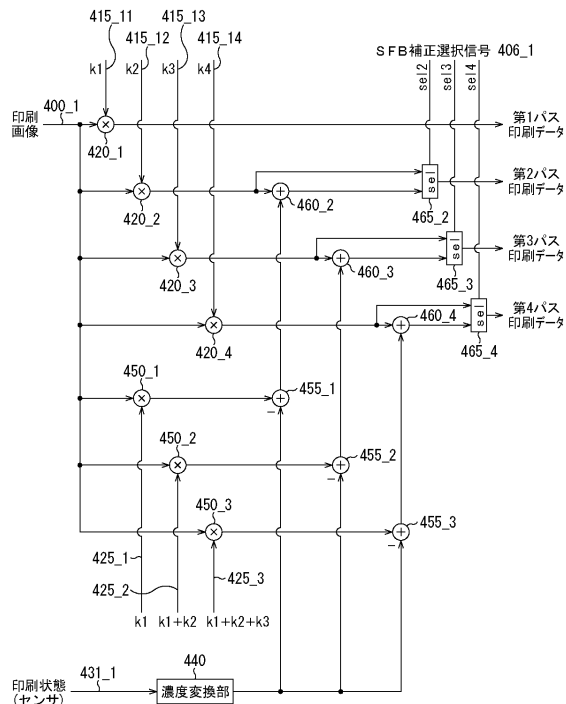 415_11
415_12
415_13
415_14
SFB補正選択信号 406_1
k1
k2
k3
k4
sel2
sel3
sel4
印刷
画像
400_1
420_1
第1パス
印刷データ
420_2
460_2
sel
465_2
第2パス
印刷データ
420_3
460_3
sel
465_3
第3パス
印刷データ
420_4
460_4
sel
465_4
第4パス
印刷データ
450_1
455_1
450_2
455_2
450_3
455_3
425_1
425_2
425_3
k1
k1+k2
k1+k2+k3
印刷状態
(センサ)
431_1
440
濃度変換部